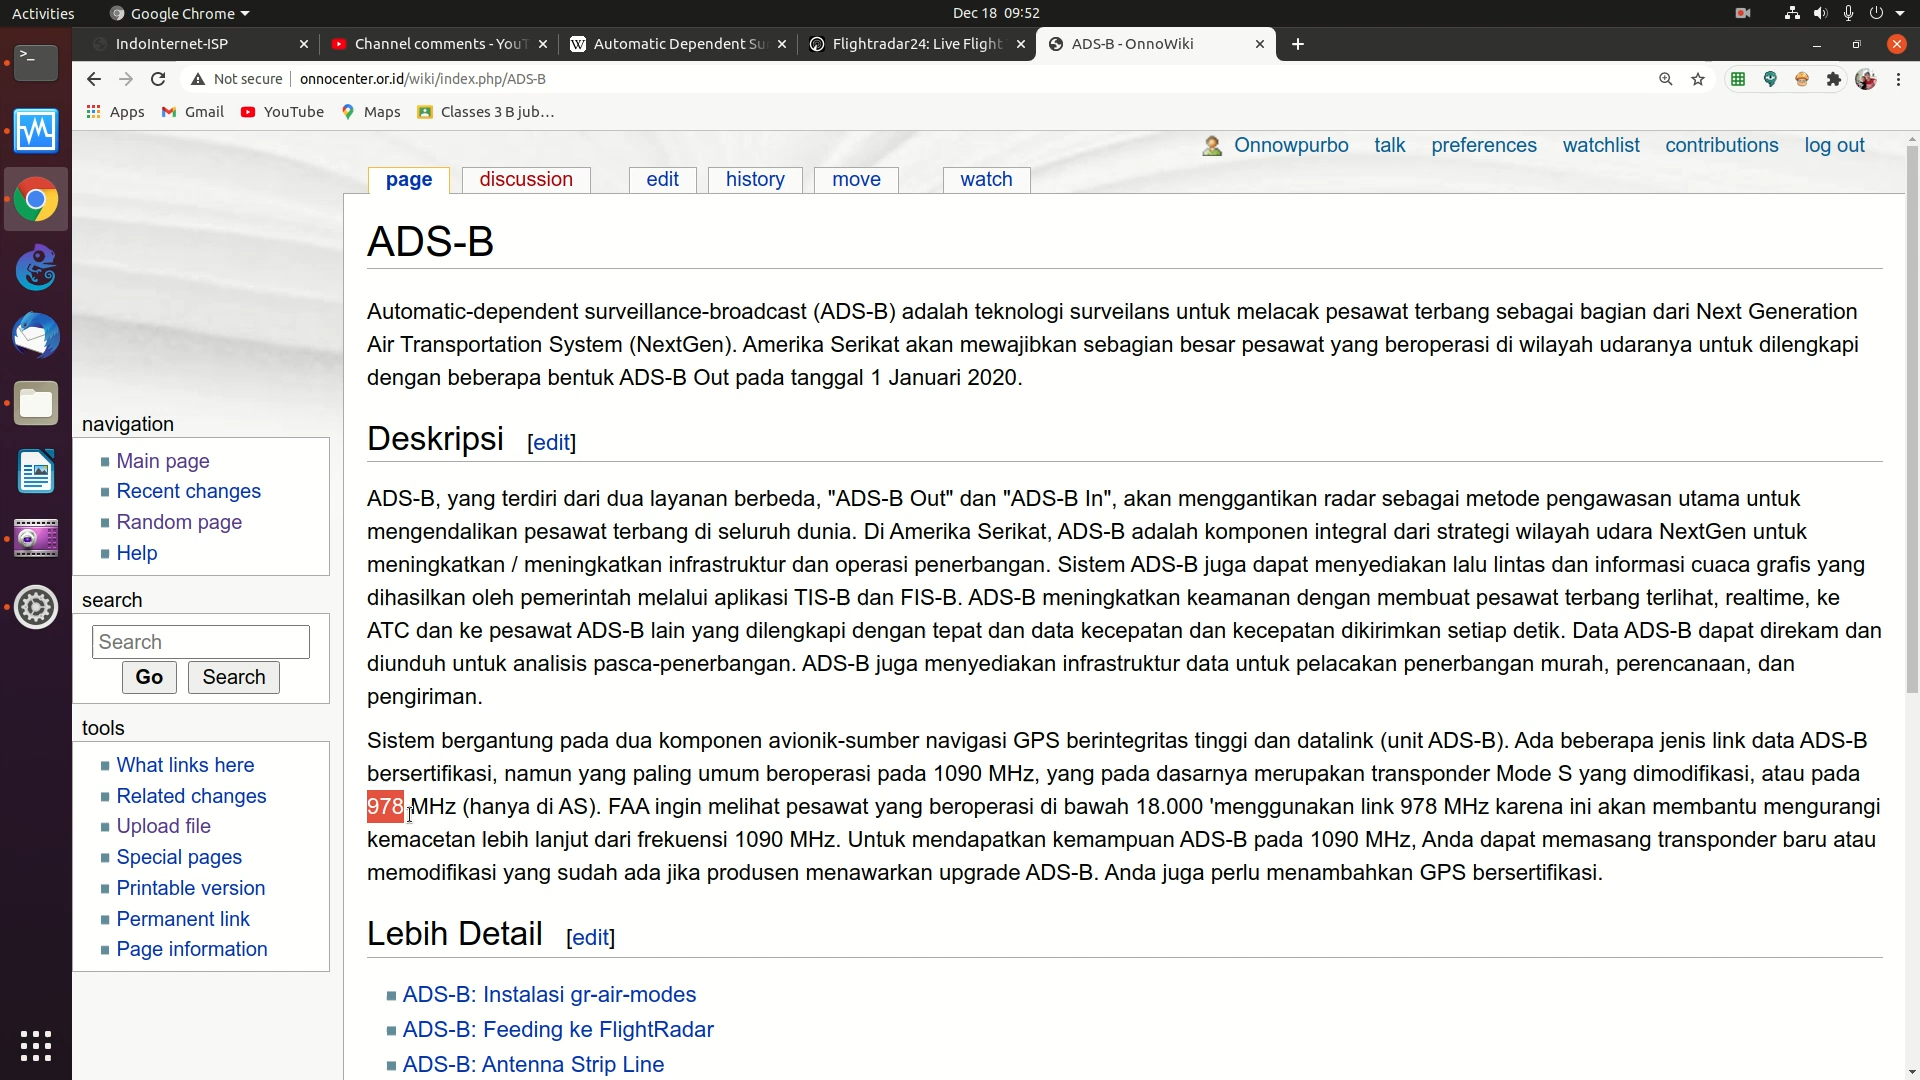 Activities
Google Chrome
Dec 18 09:52
IndoInternet-ISP
Channel comments - YouT
Automatic Dependent Su
Flightradar24: Live Flight
ADS-B - OnnoWiki
Not secure
onnocenter.or.id/wiki/index.php/ADS-B
Apps
Gmail
YouTube
Maps
Classes 3 B jub...
Onnowpurbo
talk
preferences
watchlist
contributions
log out
page
discussion
edit
history
move
watch
ADS-B
Automatic-dependent surveillance-broadcast (ADS-B) adalah teknologi surveilans untuk melacak pesawat terbang sebagai bagian dari Next Generation
Air Transportation System (NextGen). Amerika Serikat akan mewajibkan sebagian besar pesawat yang beroperasi di wilayah udaranya untuk dilengkapi
dengan beberapa bentuk ADS-B Out pada tanggal 1 Januari 2020.
Deskripsi [edit]
ADS-B, yang terdiri dari dua layanan berbeda, "ADS-B Out" dan "ADS-B In", akan menggantikan radar sebagai metode pengawasan utama untuk
mengendalikan pesawat terbang di seluruh dunia. Di Amerika Serikat, ADS-B adalah komponen integral dari strategi wilayah udara NextGen untuk
meningkatkan / meningkatkan infrastruktur dan operasi penerbangan. Sistem ADS-B juga dapat menyediakan lalu lintas dan informasi cuaca grafis yang
dihasilkan oleh pemerintah melalui aplikasi TIS-B dan FIS-B. ADS-B meningkatkan keamanan dengan membuat pesawat terbang terlihat, realtime, ke
ATC dan ke pesawat ADS-B lain yang dilengkapi dengan tepat dan data kecepatan dan kecepatan dikirimkan setiap detik. Data ADS-B dapat direkam dan
diunduh untuk analisis pasca-penerbangan. ADS-B juga menyediakan infrastruktur data untuk pelacakan penerbangan murah, perencanaan, dan
pengiriman.
Sistem bergantung pada dua komponen avionik-sumber navigasi GPS berintegritas tinggi dan datalink (unit ADS-B). Ada beberapa jenis link data ADS-B
bersertifikasi, namun yang paling umum beroperasi pada 1090 MHz, yang pada dasarnya merupakan transponder Mode S yang dimodifikasi, atau pada
978 MHz (hanya di AS). FAA ingin melihat pesawat yang beroperasi di bawah 18.000 'menggunakan link 978 MHz karena ini akan membantu mengurangi
kemacetan lebih lanjut dari frekuensi 1090 MHz. Untuk mendapatkan kemampuan ADS-B pada 1090 MHz, Anda dapat memasang transponder baru atau
memodifikasi yang sudah ada jika produsen menawarkan upgrade ADS-B. Anda juga perlu menambahkan GPS bersertifikasi.
Lebih Detail [edit]
ADS-B: Instalasi gr-air-modes
ADS-B: Feeding ke FlightRadar
ADS-B: Antenna Strip Line
navigation
Main page
Recent changes
Random page
Help
search
Search
Go
Search
tools
What links here
Related changes
Upload file
Special pages
Printable version
Permanent link
Page information